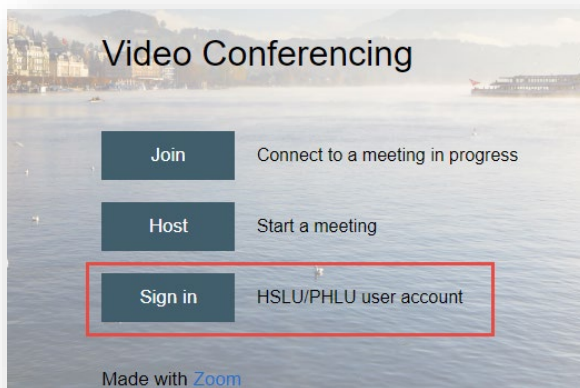 Video Conferencing
Join Connect to a meeting in progress
Host Start a meeting
Sign in HSLU/PHLU user account
Made with Zoom